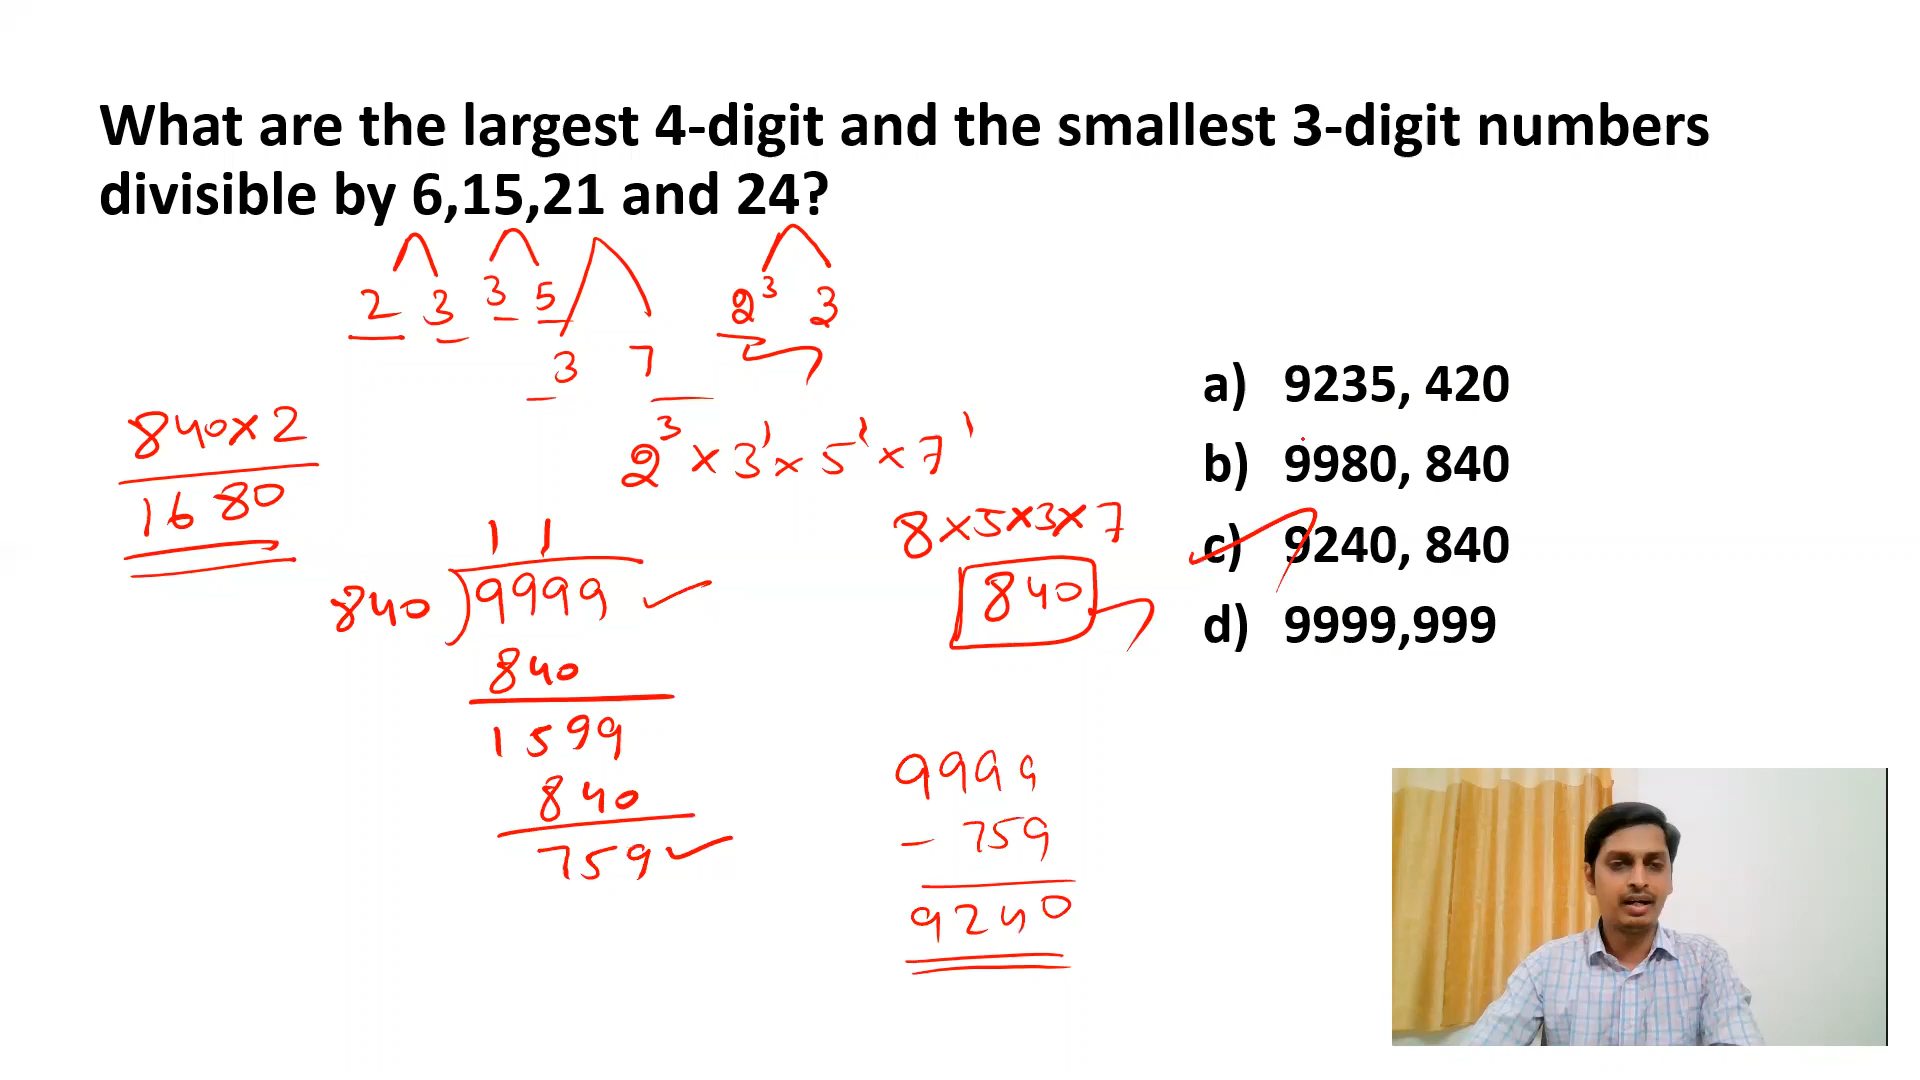 What are the largest 4-digit and the smallest 3-digit numbers
divisible by 6,15,21 and 24?
2 3 3 5 2³ 3
3 7
840×2
1680
2³ × 3¹ × 5¹ × 7¹
8×5×3×7
840
11
840 ) 9999
840
1599
840
759
9999
- 759
9240
a) 9235, 420
b) 9980, 840
c) 9240, 840
d) 9999,999